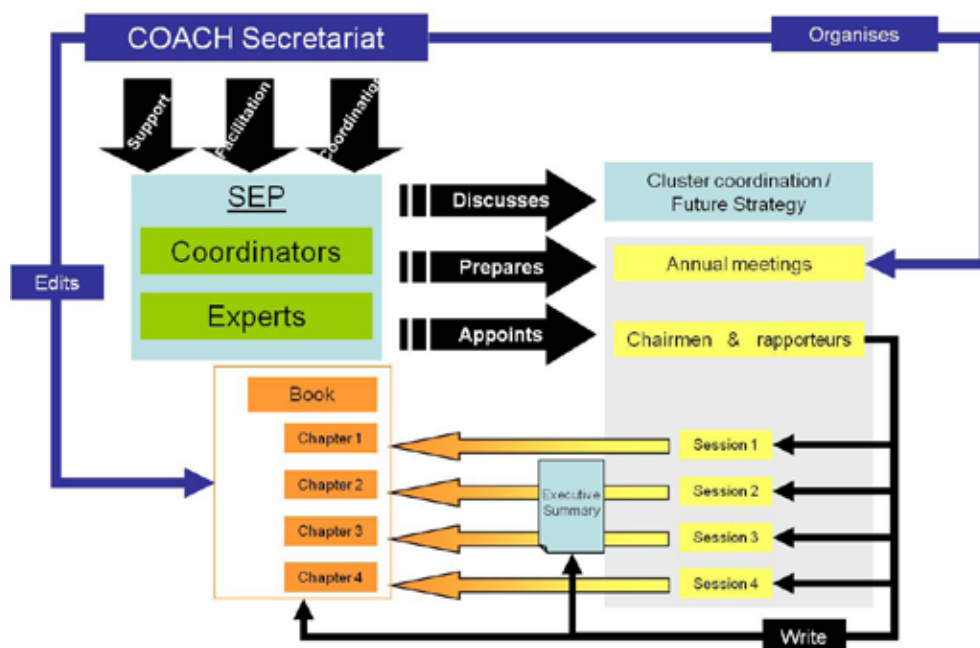 COACH Secretariat
Organises
Support
Facilitation
Coordination
SEP
Coordinators
Experts
Discusses
Prepares
Appoints
Cluster coordination /
Future Strategy
Annual meetings
Chairmen & rapporteurs
Edits
Book
Chapter 1
Chapter 2
Chapter 3
Chapter 4
Executive
Summary
Session 1
Session 2
Session 3
Session 4
Write